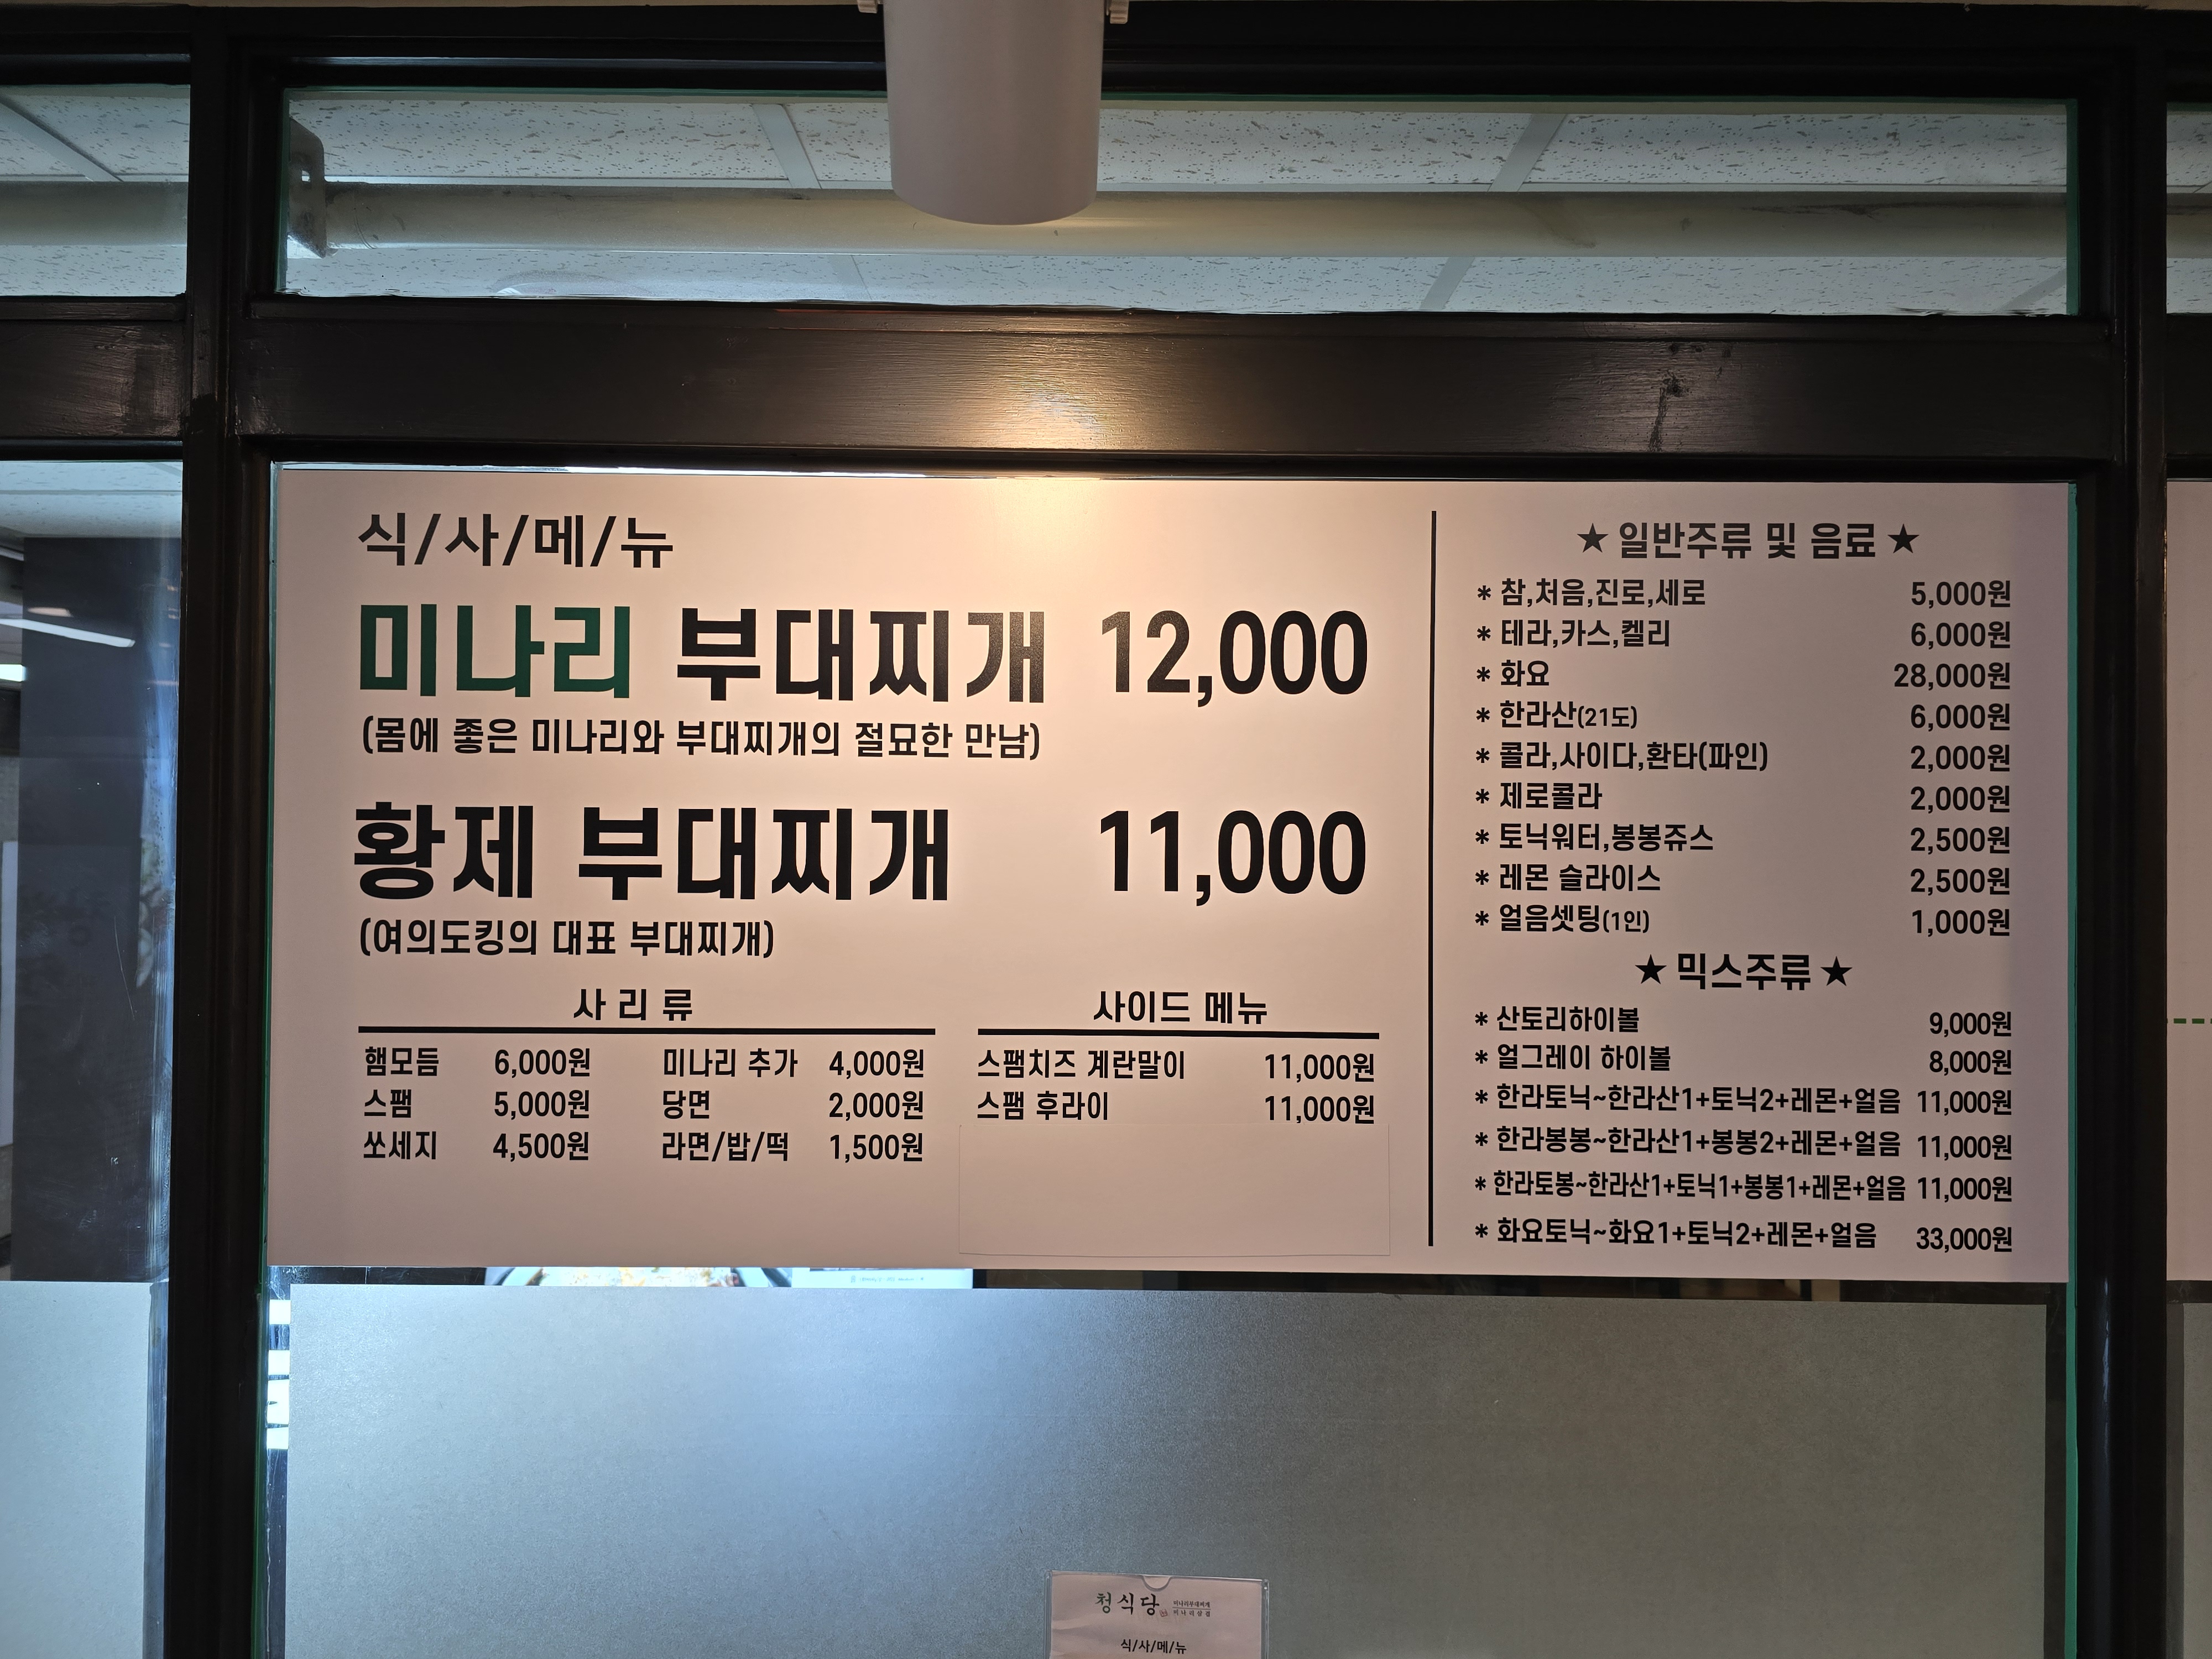 식/사/메/뉴
미나리 부대찌개 12,000
(몸에 좋은 미나리와 부대찌개의 절묘한 만남)
황제 부대찌개 11,000
(여의도킹의 대표 부대찌개)
사 리 류
햄모듬 6,000원 미나리 추가 4,000원
스팸 5,000원 당면 2,000원
쏘세지 4,500원 라면/밥/떡 1,500원
사이드 메뉴
스팸치즈 계란말이 11,000원
스팸 후라이 11,000원
★ 일반주류 및 음료 ★
* 참,처음,진로,세로 5,000원
* 테라,카스,켈리 6,000원
* 화요 28,000원
* 한라산(21도) 6,000원
* 콜라,사이다,환타(파인) 2,000원
* 제로콜라 2,000원
* 토닉워터,봉봉쥬스 2,500원
* 레몬 슬라이스 2,500원
* 얼음셋팅(1인) 1,000원
★ 믹스주류 ★
* 산토리하이볼 9,000원
* 얼그레이 하이볼 8,000원
* 한라토닉~한라산1+토닉2+레몬+얼음 11,000원
* 한라봉봉~한라산1+봉봉2+레몬+얼음 11,000원
* 한라토봉~한라산1+토닉1+봉봉1+레몬+얼음 11,000원
* 화요토닉~화요1+토닉2+레몬+얼음 33,000원
청식당
미나리부대찌개
미나리삼겹
식/사/메/뉴